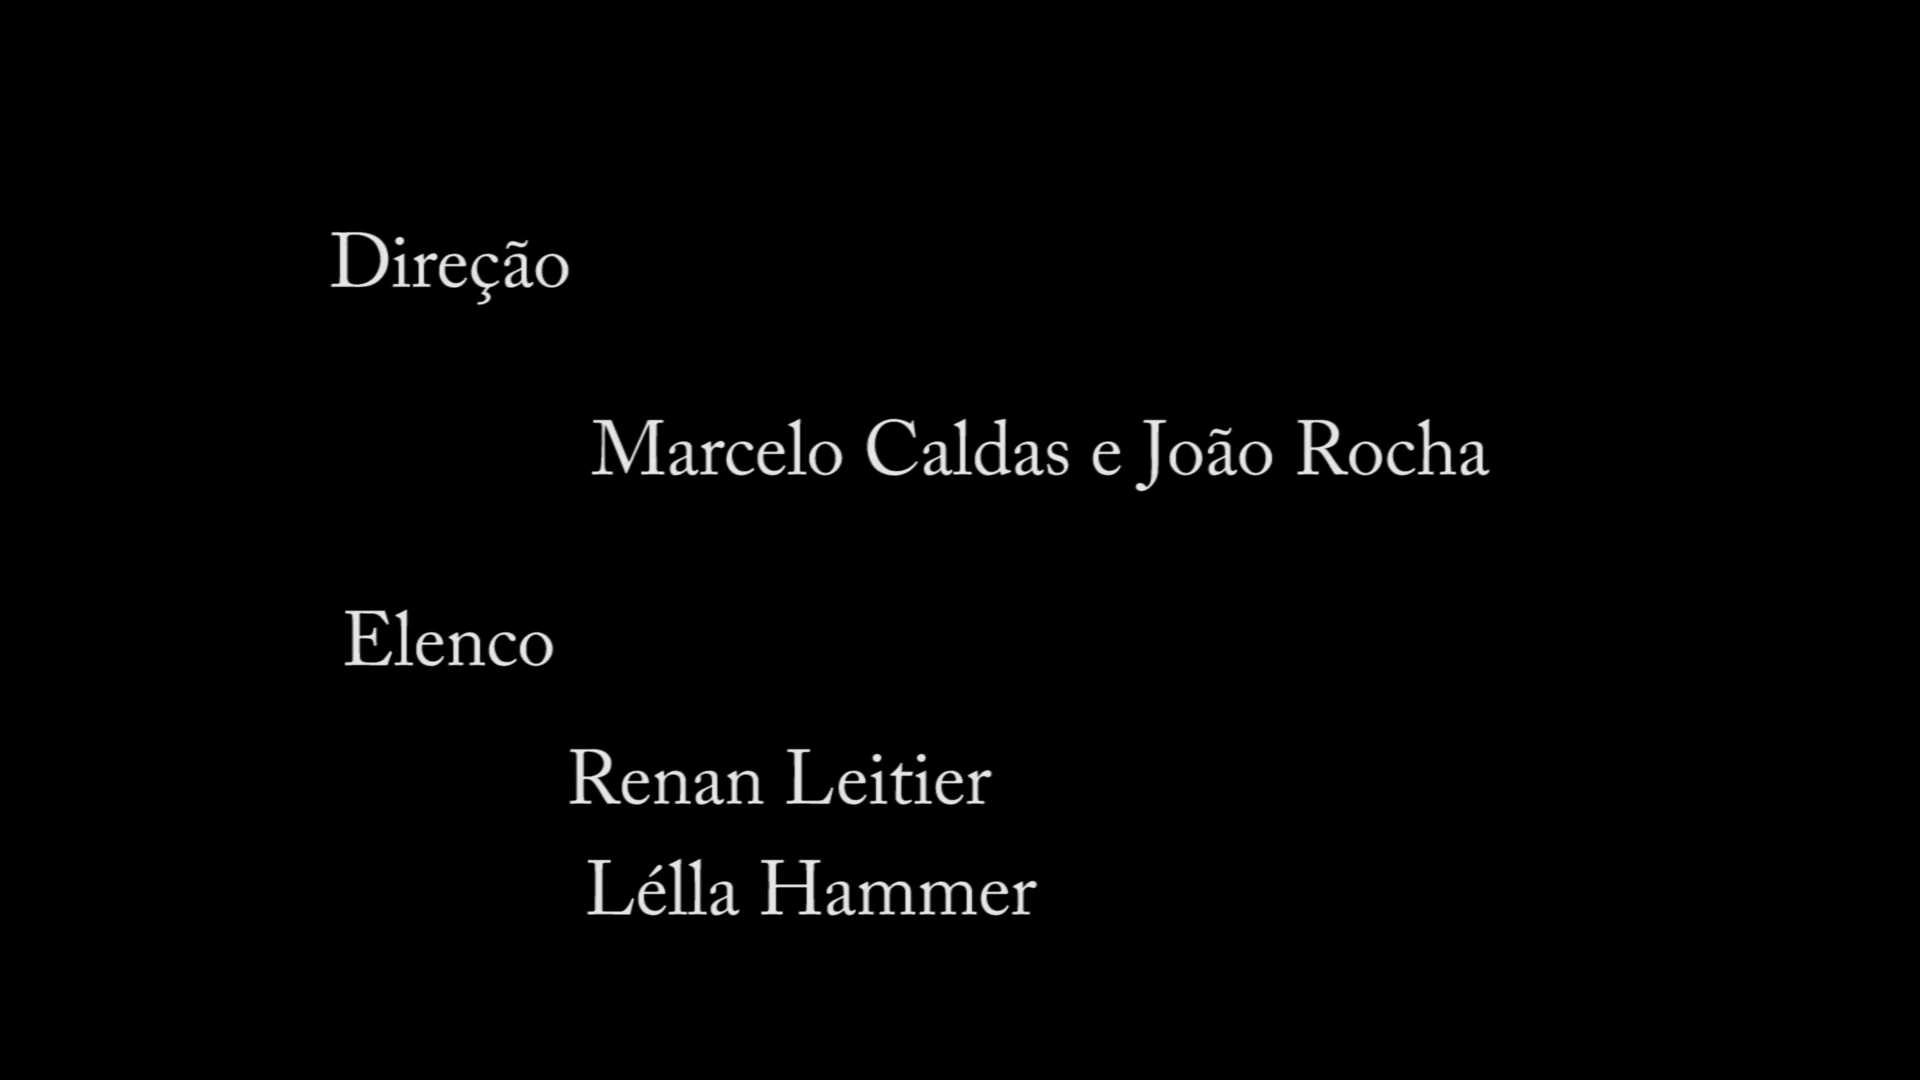 Direção
Marcelo Caldas e João Rocha
Elenco
Renan Leitier
Lélla Hammer